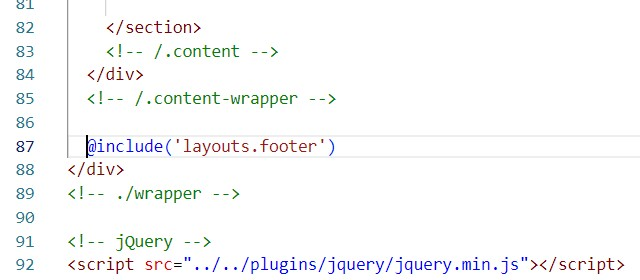 81
82 </section>
83 <!-- /.content -->
84 </div>
85 <!-- /.content-wrapper -->
86
87 @include('layouts.footer')
88 </div>
89 <!-- ./wrapper -->
90
91 <!-- jQuery -->
92 <script src="../../plugins/jquery/jquery.min.js"></script>